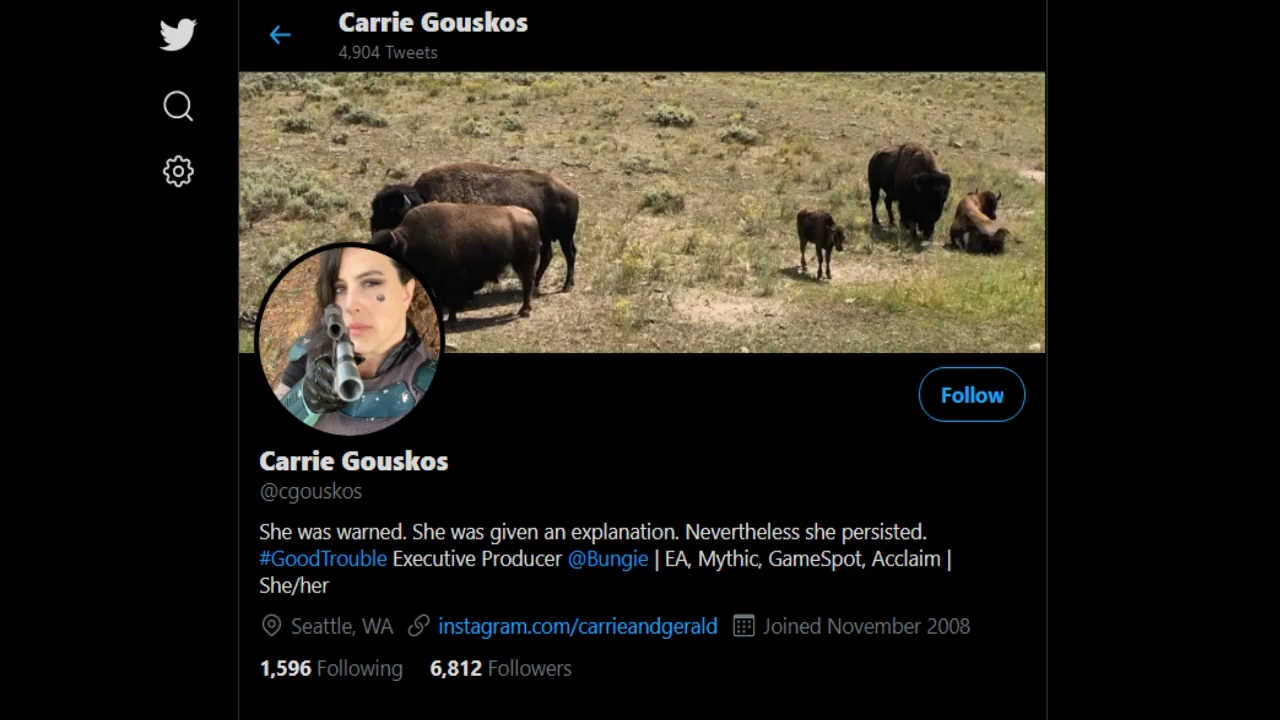 Carrie Gouskos
4,904 Tweets
Follow
Carrie Gouskos
@cgouskos
She was warned. She was given an explanation. Nevertheless she persisted.
#GoodTrouble Executive Producer @Bungie | EA, Mythic, GameSpot, Acclaim |
She/her
Seattle, WA instagram.com/carrieandgerald Joined November 2008
1,596 Following 6,812 Followers